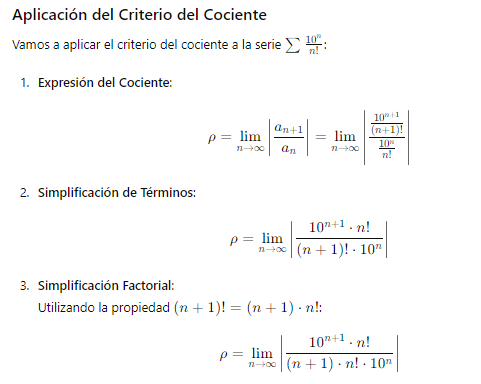 Aplicación del Criterio del Cociente
Vamos a aplicar el criterio del cociente a la serie $\sum \frac{10^n}{n!}$:
1. Expresión del Cociente:
$\rho = \lim_{n \to \infty} \left| \frac{a_{n+1}}{a_n} \right| = \lim_{n \to \infty} \left| \frac{\frac{10^{n+1}}{(n+1)!}}{\frac{10^n}{n!}} \right|$
2. Simplificación de Términos:
$\rho = \lim_{n \to \infty} \left| \frac{10^{n+1} \cdot n!}{(n+1)! \cdot 10^n} \right|$
3. Simplificación Factorial:
Utilizando la propiedad $(n+1)! = (n+1) \cdot n!$:
$\rho = \lim_{n \to \infty} \left| \frac{10^{n+1} \cdot n!}{(n+1) \cdot n! \cdot 10^n} \right|$